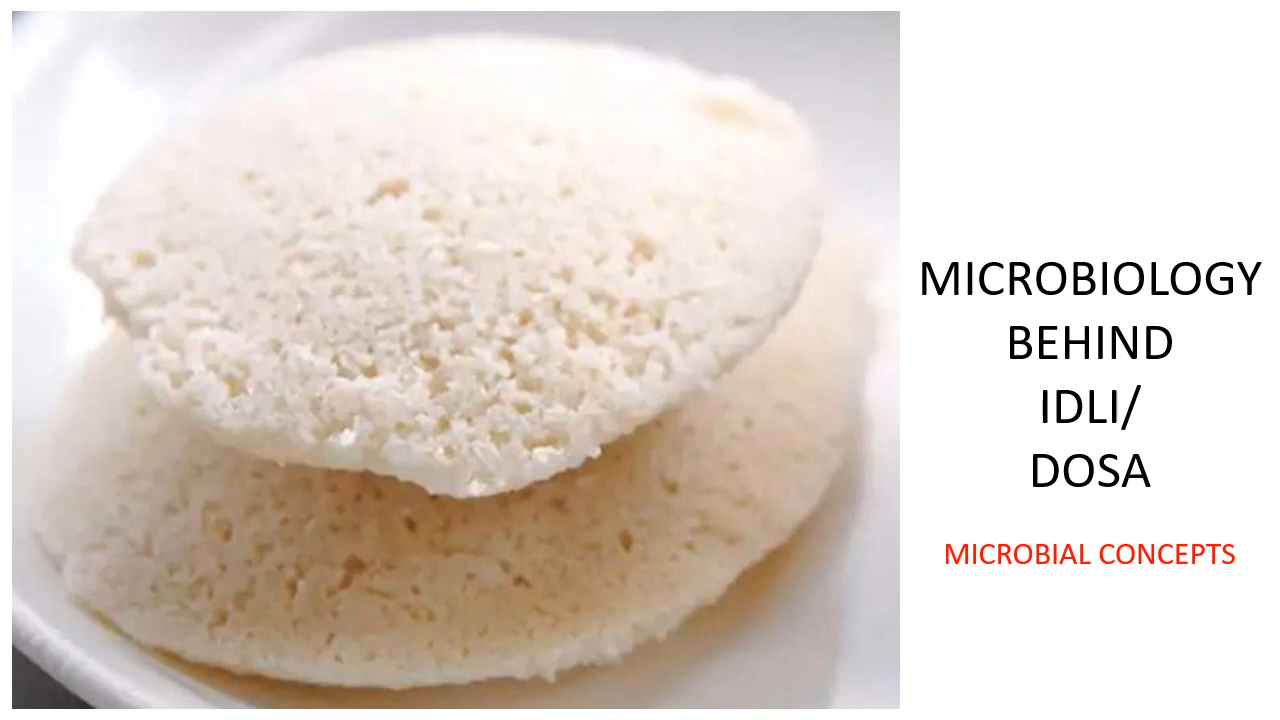 MICROBIOLOGY
BEHIND
IDLI/
DOSA
MICROBIAL CONCEPTS